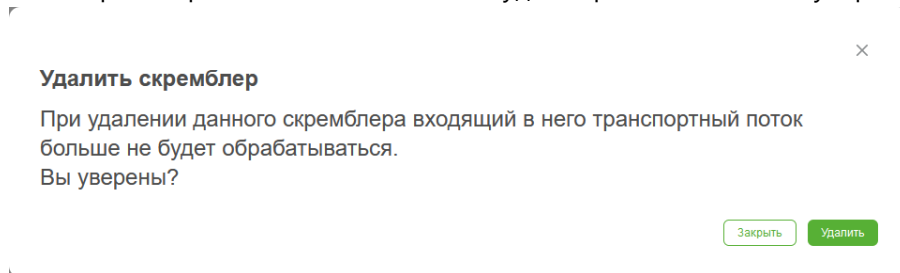 Удалить скремблер
При удалении данного скремблера входящий в него транспортный поток
больше не будет обрабатываться.
Вы уверены?
Закрыть Удалить